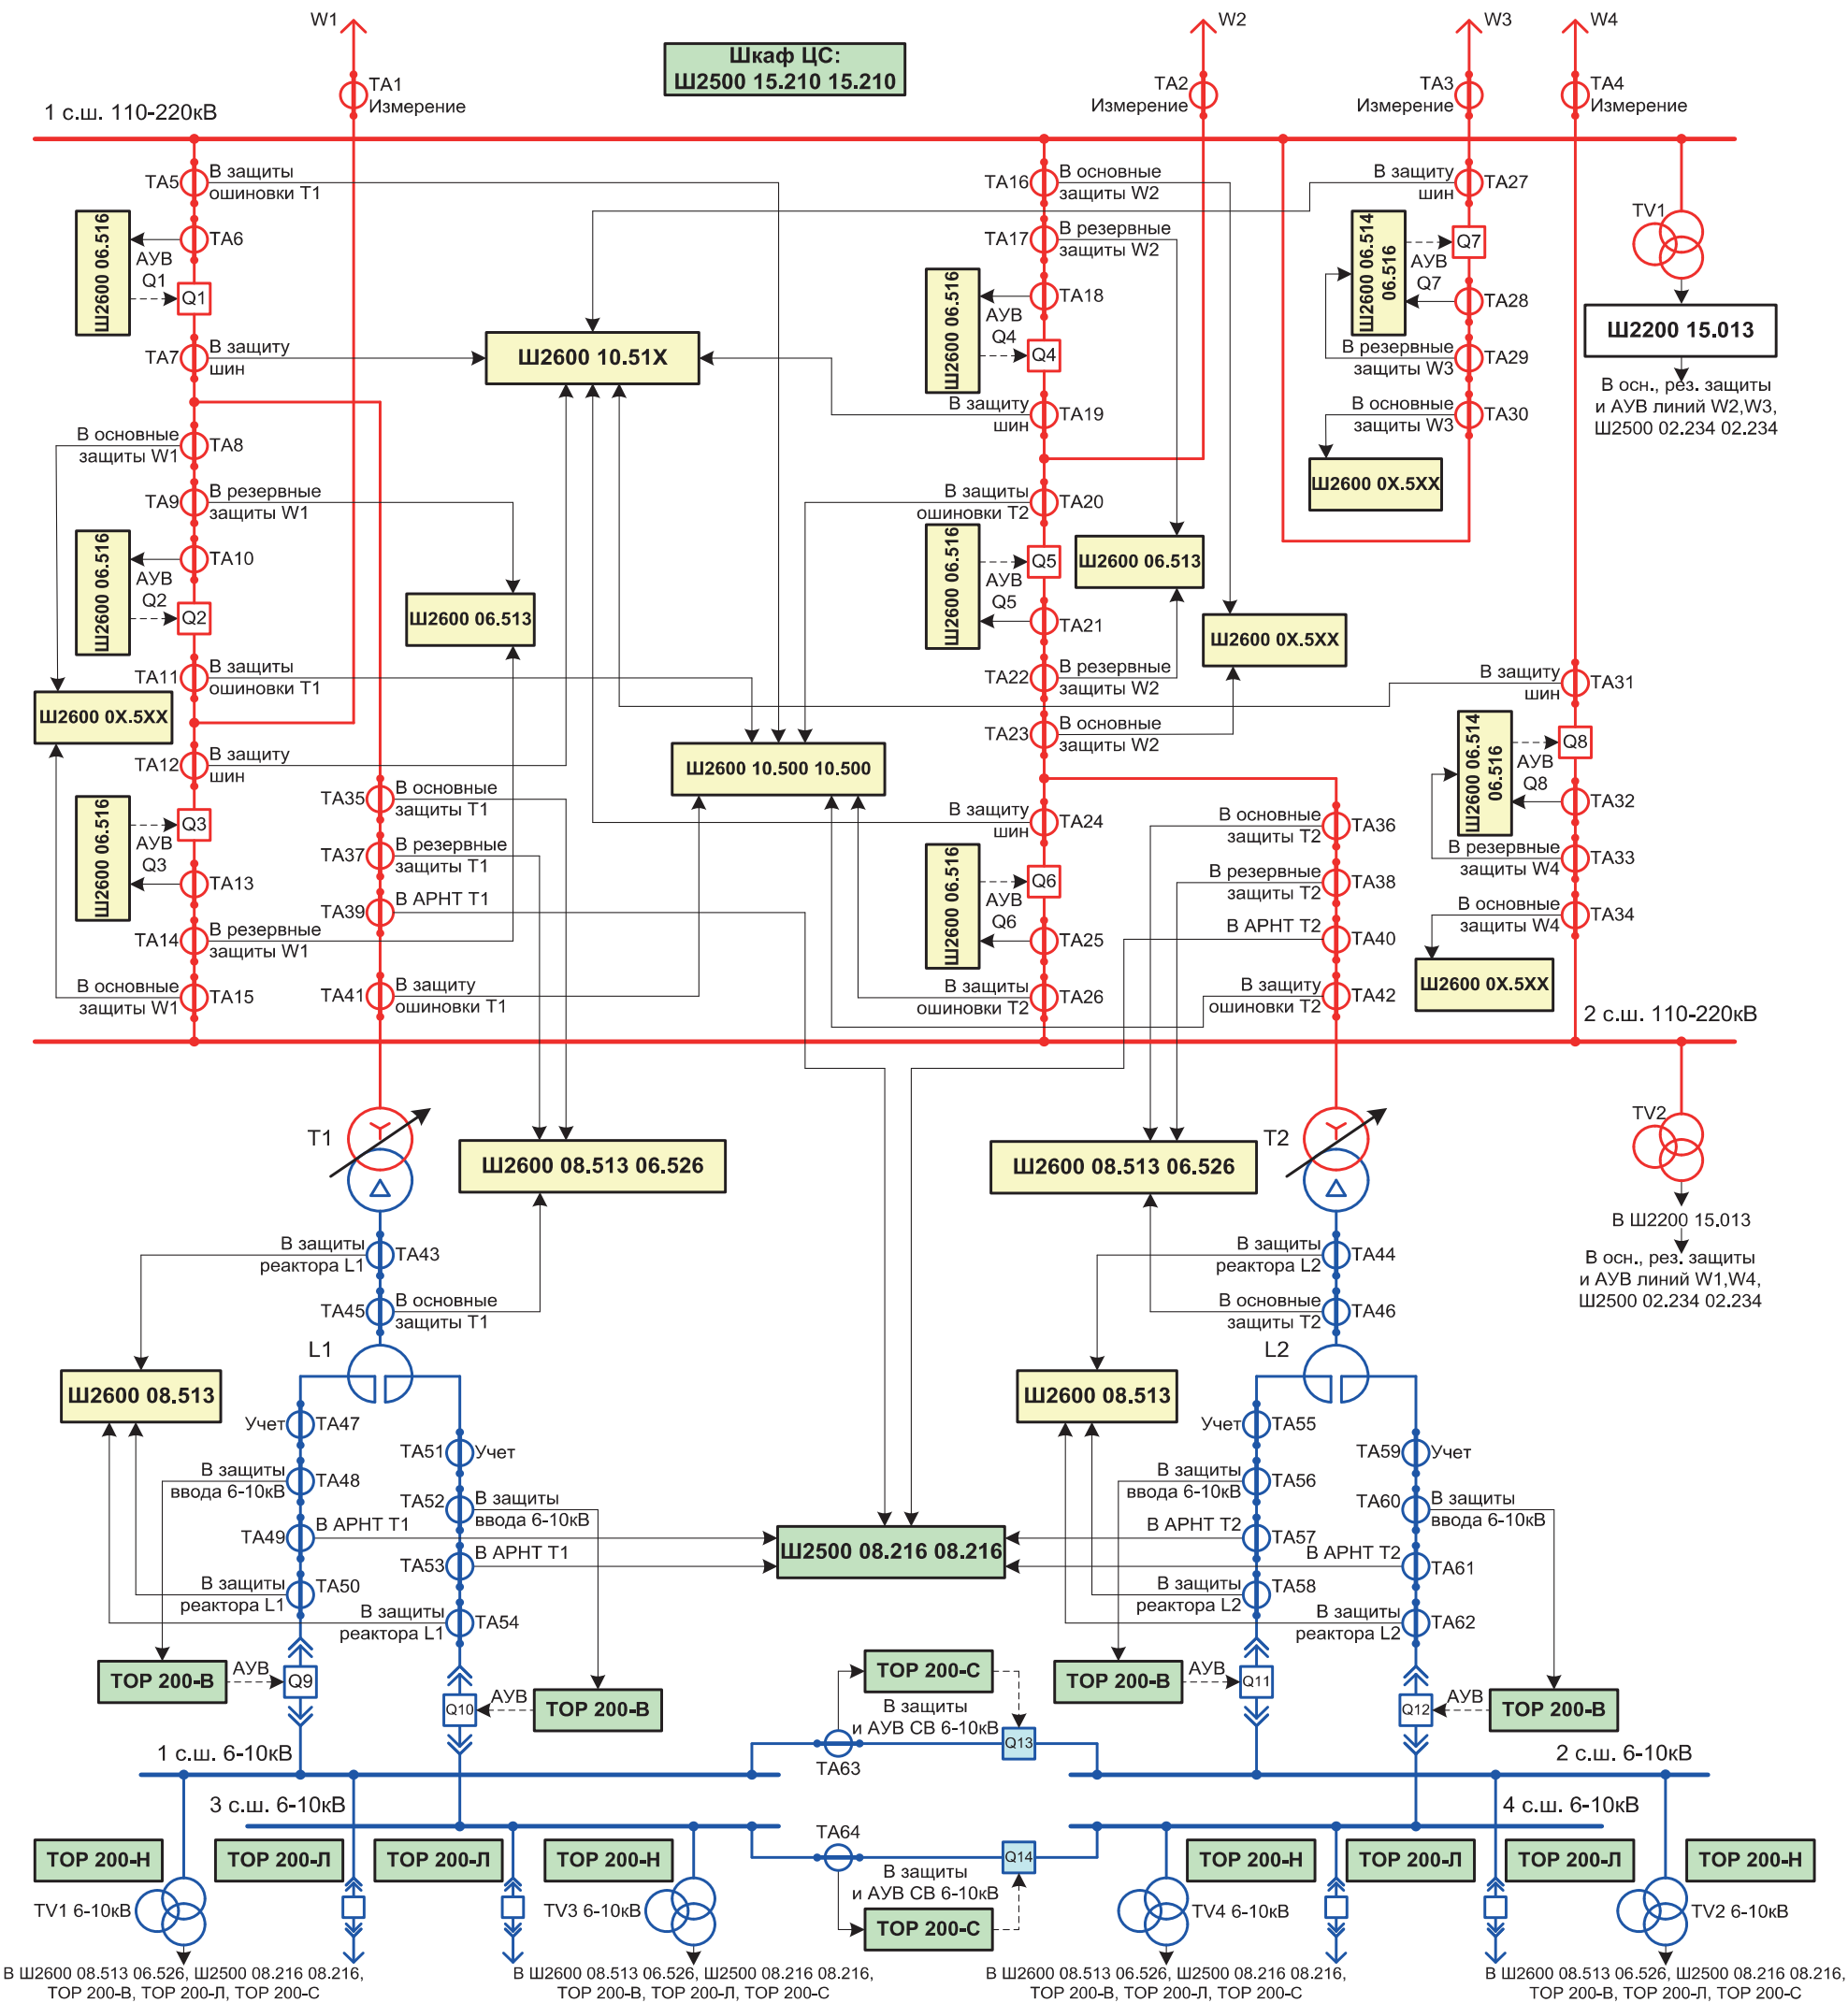 W1
W2
W3
W4
Шкаф ЦС:
Ш2500 15.210 15.210
TA1
Измерение
TA2
Измерение
TA3
Измерение
TA4
Измерение
1 с.ш. 110-220кВ
TA5
В защиты
ошиновки Т1
Ш2600 06.516
TA6
АУВ
Q1
Q1
TA7
В защиту
шин
Ш2600 10.51X
В основные
защиты W1
TA8
TA9
В резервные
защиты W1
Ш2600 06.516
TA10
АУВ
Q2
Q2
Ш2600 06.513
TA11
В защиты
ошиновки Т1
Ш2600 0X.5XX
TA12
В защиту
шин
Ш2600 06.516
АУВ
Q3
Q3
TA13
TA14
В резервные
защиты W1
В основные
защиты W1
TA15
TA35
В основные
защиты Т1
TA37
В резервные
защиты Т1
TA39
В АРНТ Т1
TA41
В защиту
ошиновки Т1
Ш2600 10.500 10.500
TA16
В основные
защиты W2
TA17
В резервные
защиты W2
Ш2600 06.516
TA18
АУВ
Q4
Q4
В защиту
шин
TA19
В защиты
ошиновки Т2
TA20
Ш2600 06.516
АУВ
Q5
Q5
TA21
Ш2600 06.513
TA22
В резервные
защиты W2
Ш2600 0X.5XX
TA23
В основные
защиты W2
В защиту
шин
TA24
Ш2600 06.516
АУВ
Q6
Q6
TA25
В защиты
ошиновки Т2
TA26
В основные
защиты Т2
TA36
В резервные
защиты Т2
TA38
В АРНТ Т2
TA40
В защиту
ошиновки Т2
TA42
В защиту
шин
TA27
Ш2600 06.514
06.516
АУВ
Q7
Q7
TA28
В резервные
защиты W3
TA29
В основные
защиты W3
TA30
Ш2600 0X.5XX
TV1
Ш2200 15.013
В осн., рез. защиты
и АУВ линий W2,W3,
Ш2500 02.234 02.234
В защиту
шин
TA31
Ш2600 06.514
06.516
АУВ
Q8
Q8
TA32
В резервные
защиты W4
TA33
В основные
защиты W4
TA34
Ш2600 0X.5XX
2 с.ш. 110-220кВ
T1
Ш2600 08.513 06.526
T2
Ш2600 08.513 06.526
TV2
В Ш2200 15.013
В осн., рез. защиты
и АУВ линий W1,W4,
Ш2500 02.234 02.234
В защиты
реактора L1
TA43
TA45
В основные
защиты Т1
L1
Ш2600 08.513
В защиты
реактора L2
TA44
В основные
защиты Т2
TA46
L2
Ш2600 08.513
Учет
TA47
TA51
Учет
В защиты
ввода 6-10кВ
TA48
TA52
В защиты
ввода 6-10кВ
TA49
В АРНТ Т1
TA53
В АРНТ Т1
В защиты
реактора L1
TA50
В защиты
реактора L1
TA54
Ш2500 08.216 08.216
Учет
TA55
TA59
Учет
В защиты
ввода 6-10кВ
TA56
TA60
В защиты
ввода 6-10кВ
В АРНТ Т2
TA57
В АРНТ Т2
TA61
В защиты
реактора L2
TA58
В защиты
реактора L2
TA62
ТОР 200-В
АУВ
Q9
Q10
АУВ
ТОР 200-В
ТОР 200-С
В защиты
и АУВ СВ 6-10кВ
TA63
Q13
ТОР 200-В
АУВ
Q11
Q12
АУВ
ТОР 200-В
1 с.ш. 6-10кВ
2 с.ш. 6-10кВ
3 с.ш. 6-10кВ
4 с.ш. 6-10кВ
TA64
Q14
В защиты
и АУВ СВ 6-10кВ
ТОР 200-С
ТОР 200-Н
ТОР 200-Л
ТОР 200-Л
ТОР 200-Н
ТОР 200-Н
ТОР 200-Л
ТОР 200-Л
ТОР 200-Н
TV1 6-10кВ
TV3 6-10кВ
TV4 6-10кВ
TV2 6-10кВ
В Ш2600 08.513 06.526, Ш2500 08.216 08.216,
ТОР 200-В, ТОР 200-Л, ТОР 200-С
В Ш2600 08.513 06.526, Ш2500 08.216 08.216,
ТОР 200-В, ТОР 200-Л, ТОР 200-С
В Ш2600 08.513 06.526, Ш2500 08.216 08.216,
ТОР 200-В, ТОР 200-Л, ТОР 200-С
В Ш2600 08.513 06.526, Ш2500 08.216 08.216,
ТОР 200-В, ТОР 200-Л, ТОР 200-С